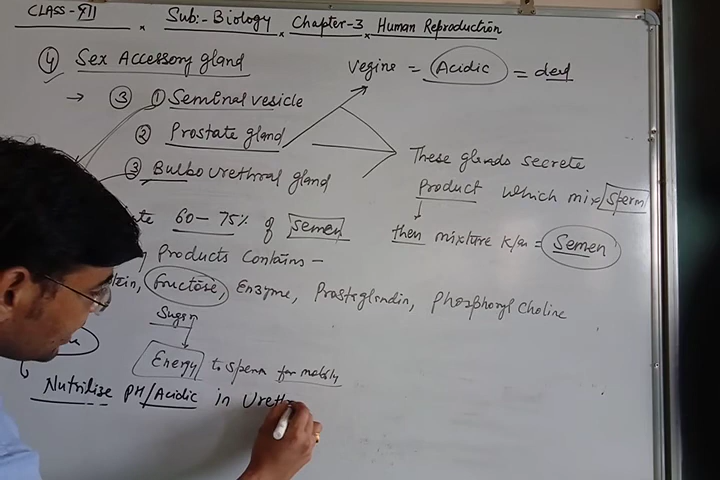 CLASS-XII × Sub:- Biology × Chapter-3 × Human Reproduction
④ Sex Accessory gland
vegine = Acidic = dead
→ ③ ① Seminal vesicle
② Prostate gland
③ Bulbourethral gland
These glands secrete
Product which mix sperm
then mixture k/as = Semen
60-75% of semen
Products contains -
fructose, Enzyme, Prostaglandin, Phosphoryl Choline
Sugar
Energy to sperm for motility
Nutrilise PH/Acidic in Ureth